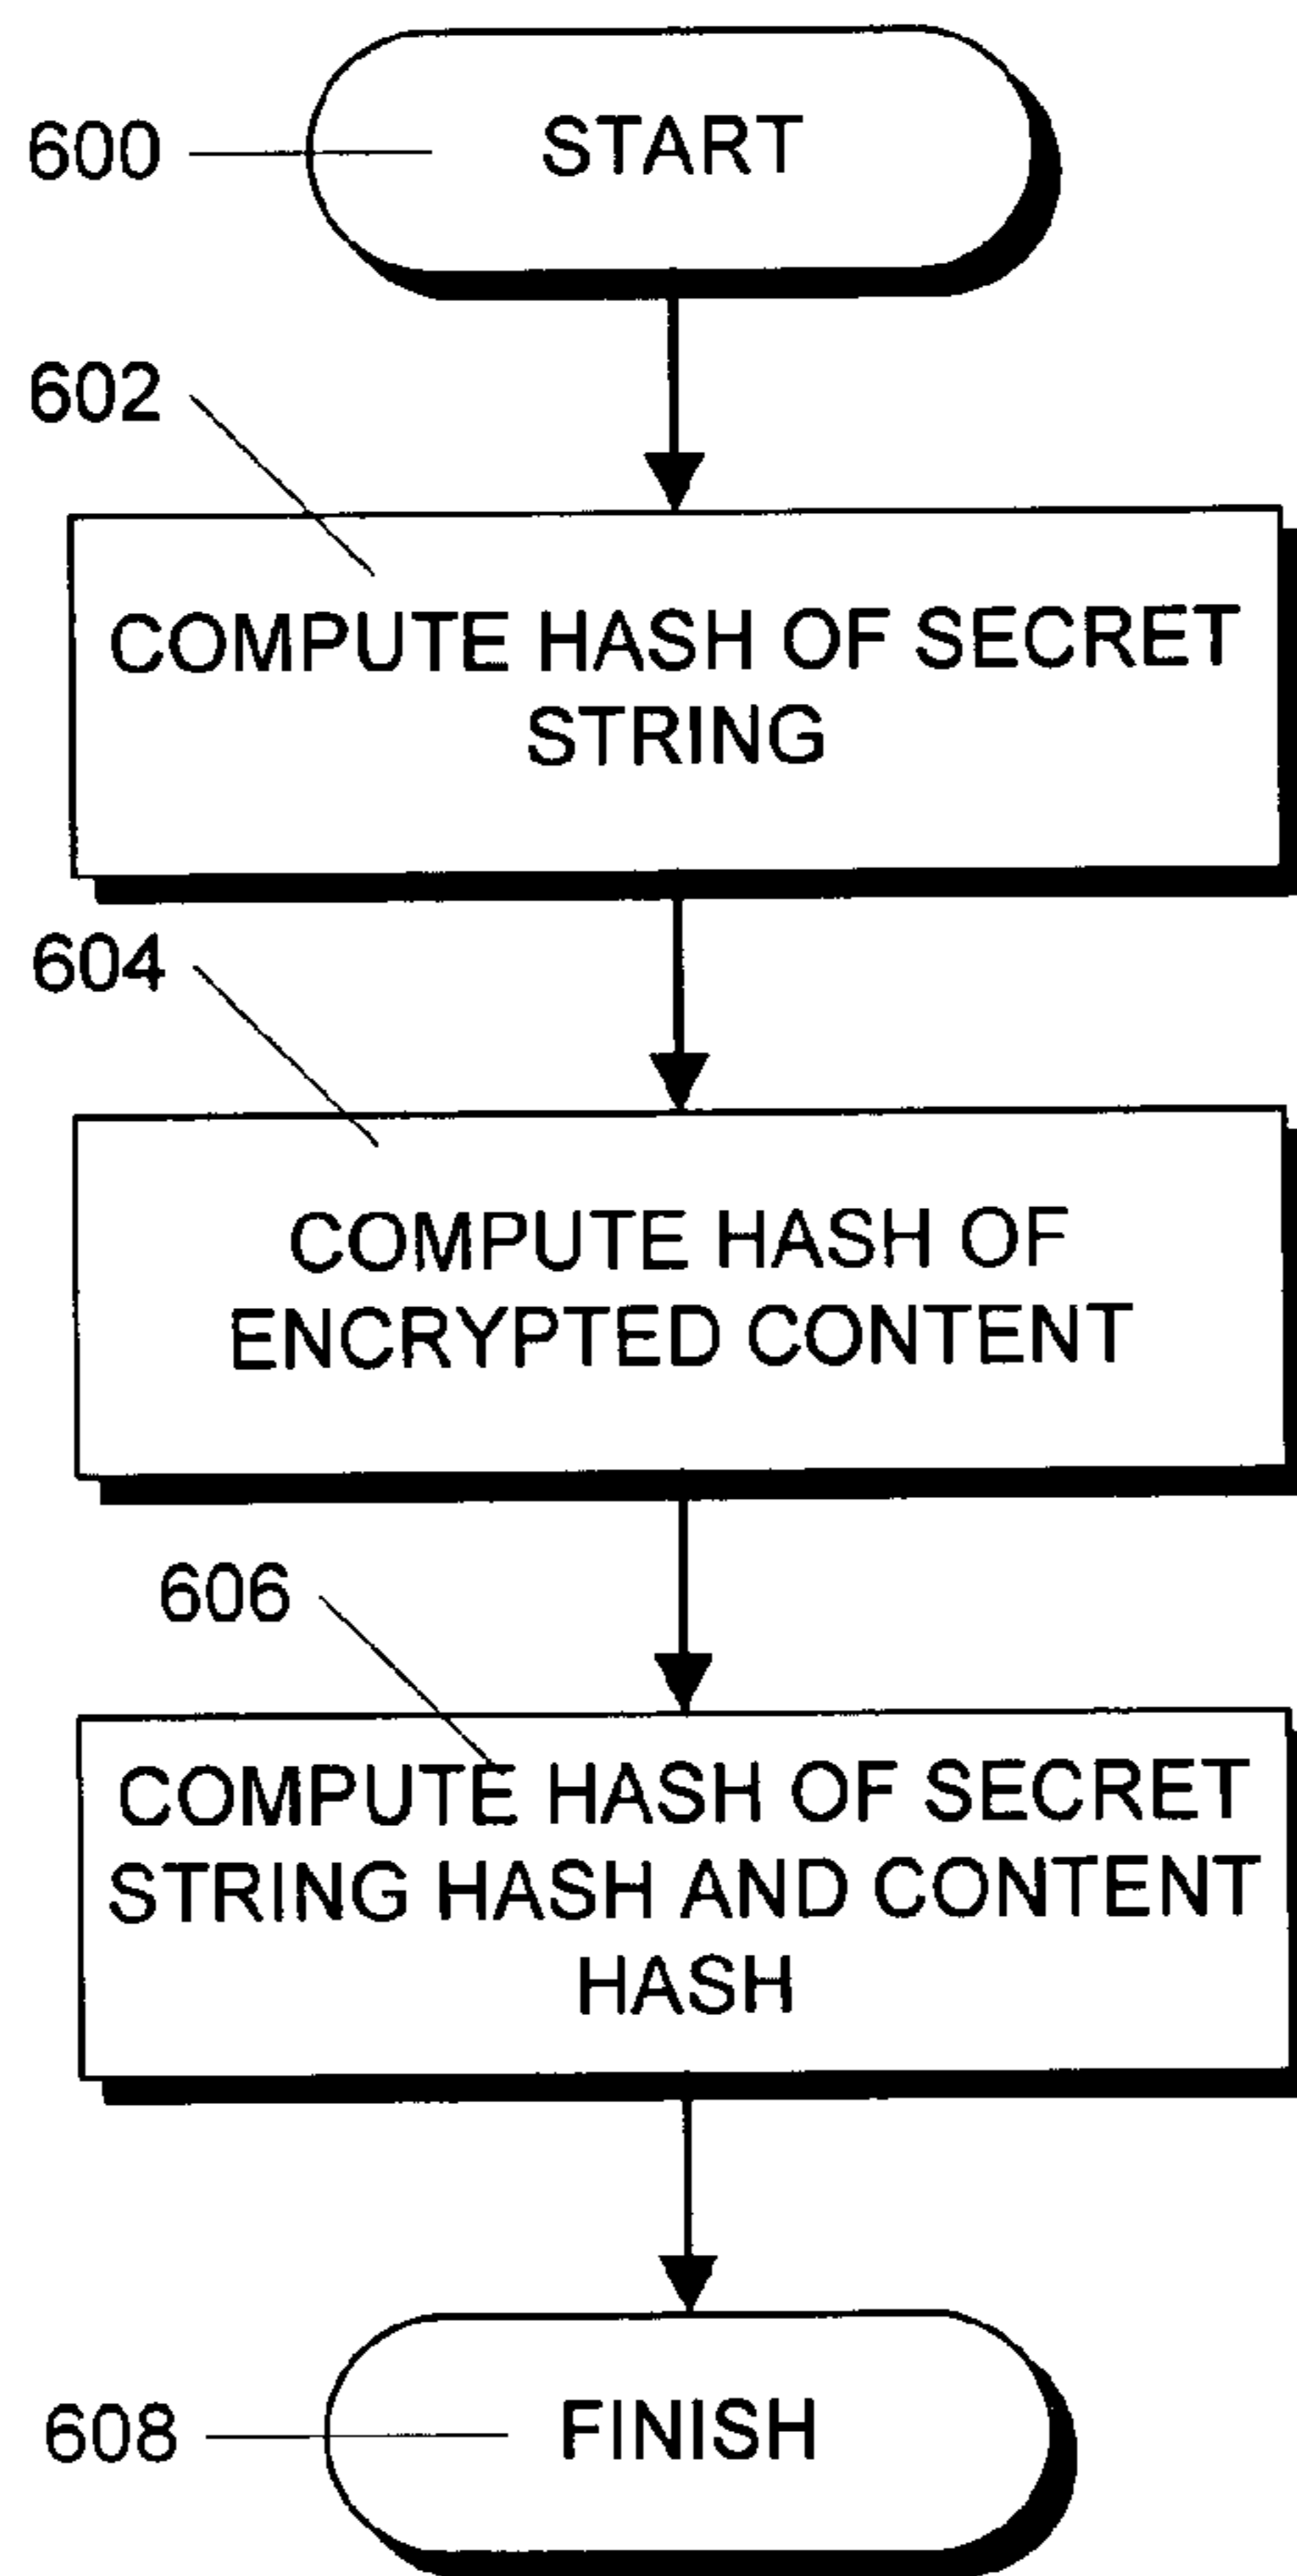 600
START
602
COMPUTE HASH OF SECRET
STRING
604
COMPUTE HASH OF
ENCRYPTED CONTENT
606
COMPUTE HASH OF SECRET
STRING HASH AND CONTENT
HASH
608
FINISH